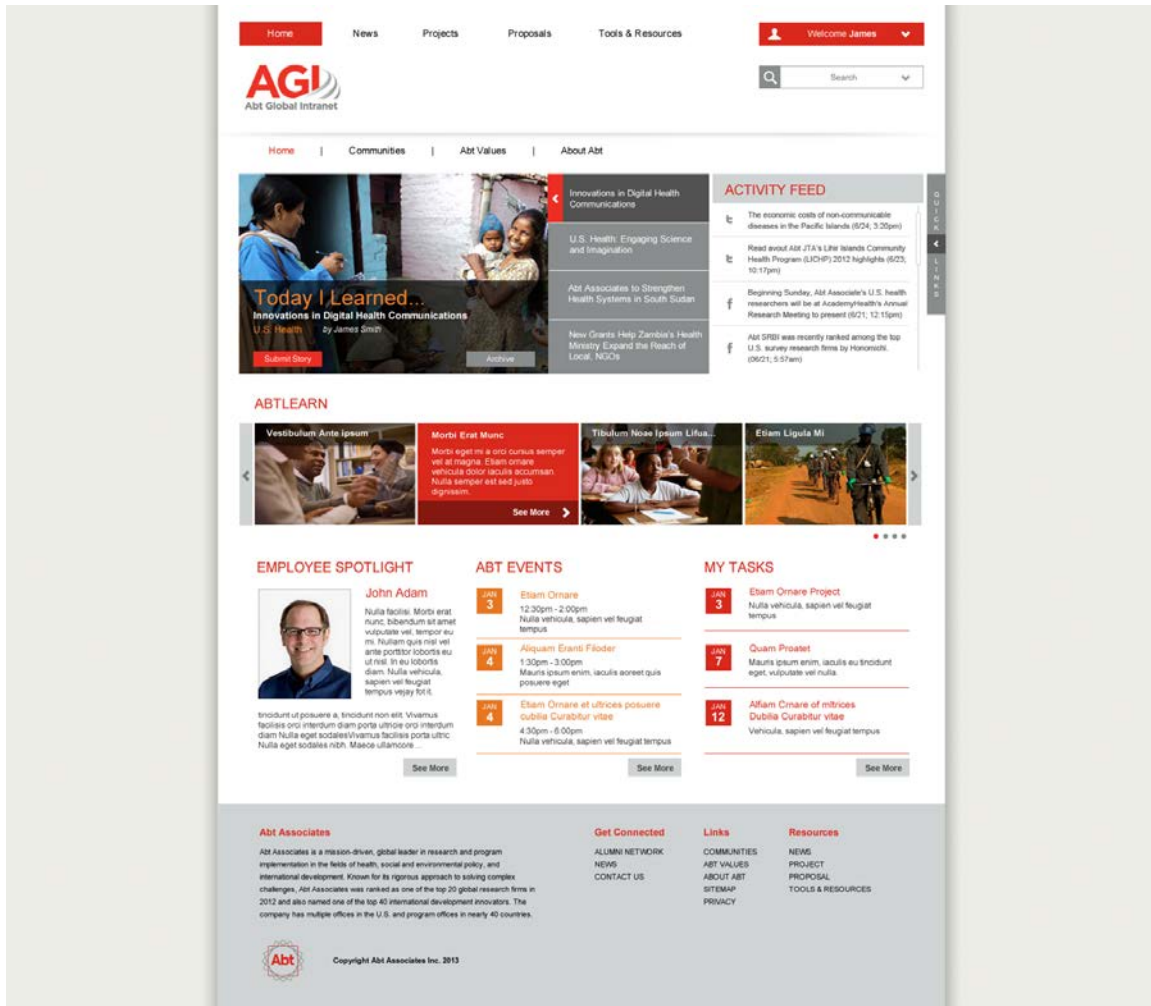 Home News Projects Proposals Tools & Resources
Welcome James
AGI
Abt Global Intranet
Search
Home | Communities | Abt Values | About Abt
Today I Learned...
Innovations in Digital Health Communications
U.S. Health by James Smith
Submit Story
Archive
Innovations in Digital Health
Communications
U.S. Health: Engaging Science
and Imagination
Abt Associates to Strengthen
Health Systems in South Sudan
New Grants Help Zambia's Health
Ministry Expand the Reach of
Local, NGOs
ACTIVITY FEED
The economic costs of non-communicable
diseases in the Pacific Islands (6/24; 3:20pm)
Read avout Abt JTA's Lihir Islands Community
Health Program (LICHP) 2012 highlights (6/23;
10:17pm)
Beginning Sunday, Abt Associate's U.S. health
researchers will be at AcademyHealth's Annual
Research Meeting to present (6/21; 12:15pm)
Abt SRBI was recently ranked among the top
U.S. survey research firms by Honomichl.
(06/21; 5:57am)
LINKS
ABTLEARN
Vestibulum Ante ipsum
Morbi Erat Munc
Morbi eget mi a orci cursus semper
vel at magna. Etiam ornare
vehicula dolor iaculis accumsan.
Nulla semper est sed justo
dignissim.
See More
Tibulum Noae Ipsum Lifua...
Etiam Ligula Mi
EMPLOYEE SPOTLIGHT
John Adam
Nulla facilisi. Morbi erat
nunc, bibendum sit amet
vulputate vel, tempor eu
mi. Nullam quis nisl vel
ante porttitor lobortis eu
ut nisl. In eu lobortis
diam. Nulla vehicula,
sapien vel feugiat
tempus vejay fot it.
tincidunt ut posuere a, tincidunt non elit. Vivamus
facilisis orci interdum diam porta ultricie orci interdum
diam Nulla eget sodalesVivamus facilisis porta ultric
Nulla eget sodales nibh. Maece ullamcore...
See More
ABT EVENTS
JAN
3
Etiam Ornare
12:30pm - 2:00pm
Nulla vehicula, sapien vel feugiat
tempus
JAN
4
Aliquam Eranti Filoder
1:30pm - 3:00pm
Mauris ipsum enim, iaculis aoreet quis
posuere eget
JAN
4
Etiam Ornare et ultrices posuere
cubilia Curabitur vitae
4:30pm - 6:00pm
Nulla vehicula, sapien vel feugiat tempus
See More
MY TASKS
JAN
3
Etiam Ornare Project
Nulla vehicula, sapien vel feugiat
tempus
JAN
7
Quam Proatet
Mauris ipsum enim, iaculis eu tincidunt
eget, vulputate vel nulla.
JAN
12
Alfiam Crnare of mltrices
Dubilia Curabitur vitae
Vehicula, sapien vel feugiat tempus
See More
Abt Associates
Abt Associates is a mission-driven, global leader in research and program
implementation in the fields of health, social and environmental policy, and
international development. Known for its rigorous approach to solving complex
challenges, Abt Associates was ranked as one of the top 20 global research firms in
2012 and also named one of the top 40 international development innovators. The
company has multiple offices in the U.S. and program offices in nearly 40 countries.
Get Connected
ALUMNI NETWORK
NEWS
CONTACT US
Links
COMMUNITIES
ABT VALUES
ABOUT ABT
SITEMAP
PRIVACY
Resources
NEWS
PROJECT
PROPOSAL
TOOLS & RESOURCES
Abt
Copyright Abt Associates Inc. 2013